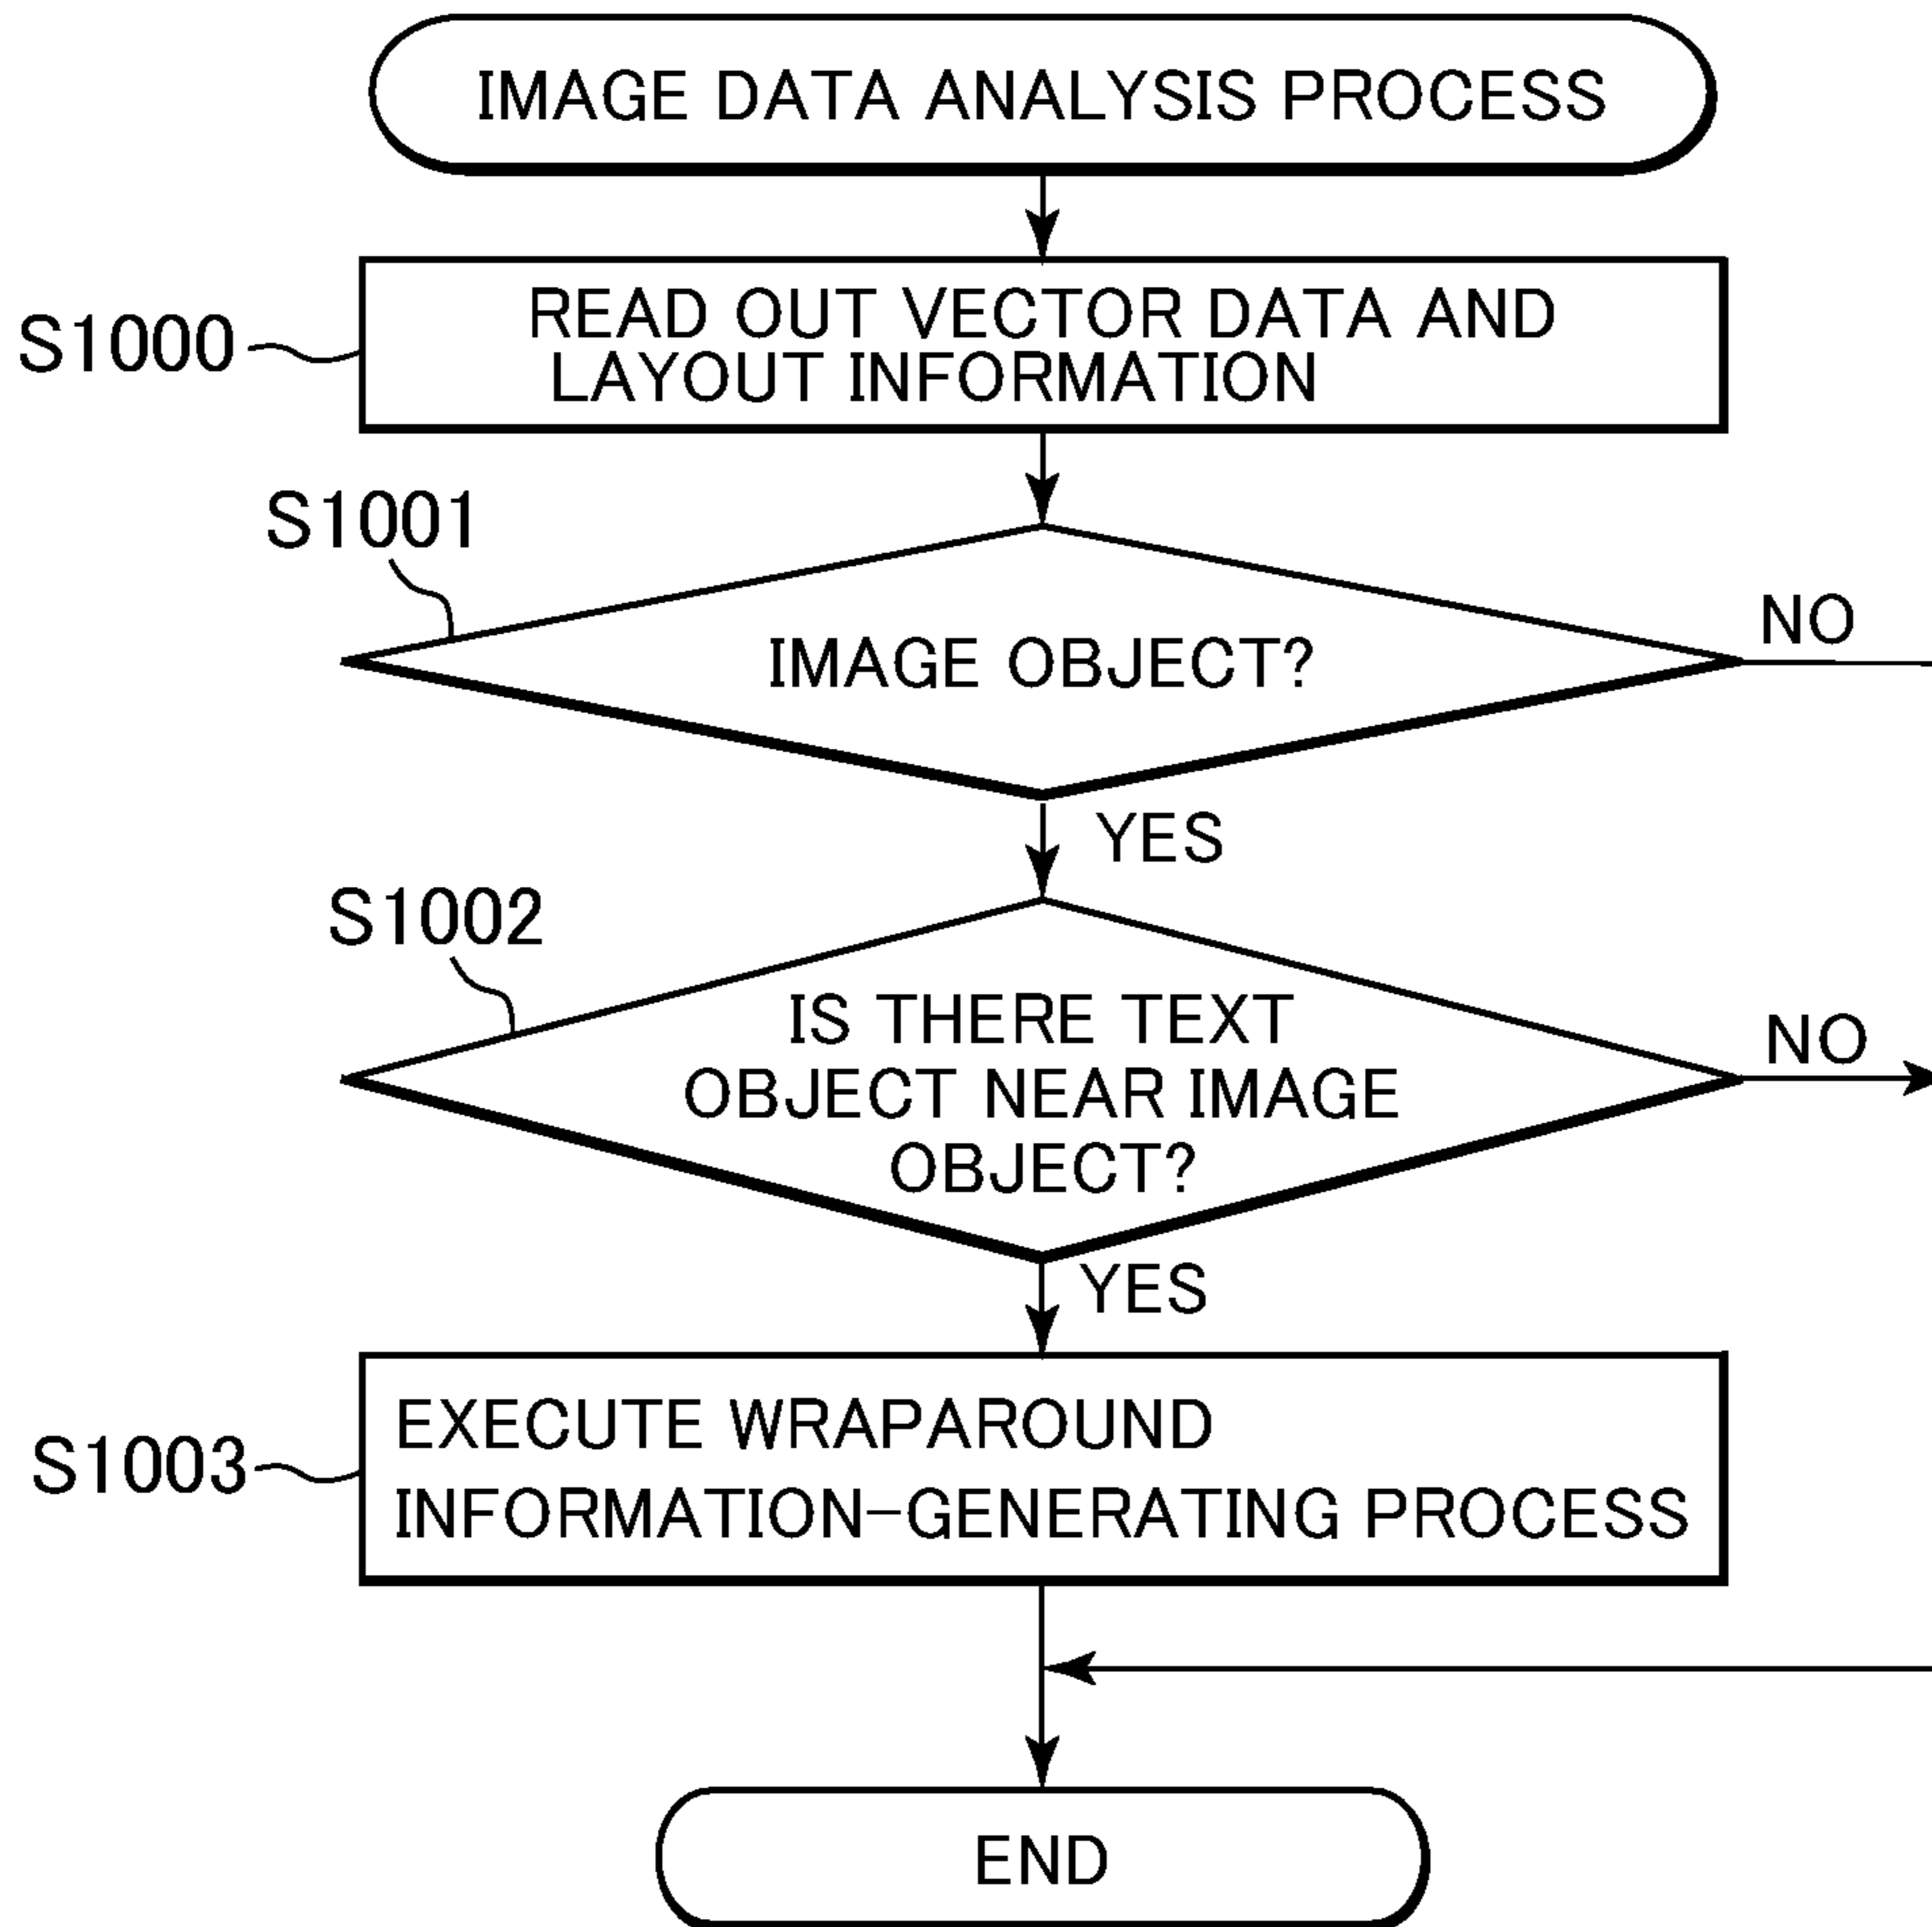 IMAGE DATA ANALYSIS PROCESS
S1000
READ OUT VECTOR DATA AND
LAYOUT INFORMATION
S1001
IMAGE OBJECT?
NO
YES
S1002
IS THERE TEXT
OBJECT NEAR IMAGE
OBJECT?
NO
YES
S1003
EXECUTE WRAPAROUND
INFORMATION-GENERATING PROCESS
END